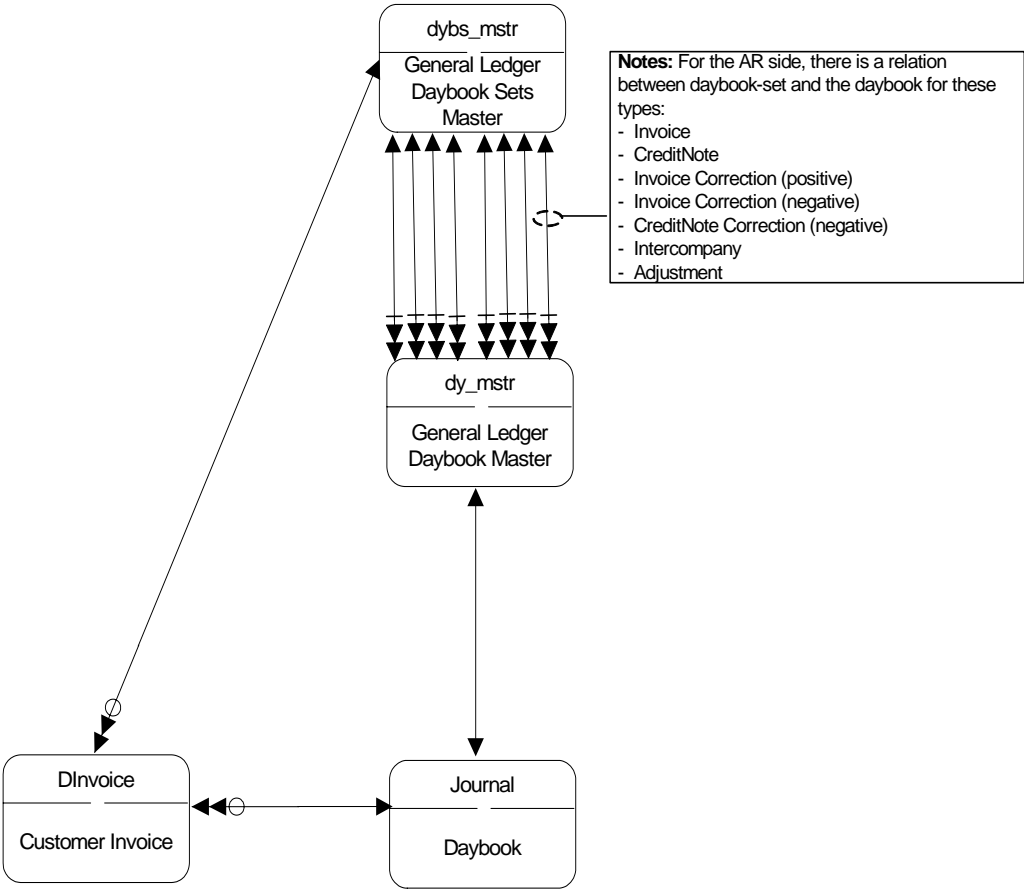 dybs_mstr
General Ledger
Daybook Sets
Master
Notes: For the AR side, there is a relation
between daybook-set and the daybook for these
types:
- Invoice
- CreditNote
- Invoice Correction (positive)
- Invoice Correction (negative)
- CreditNote Correction (negative)
- Intercompany
- Adjustment
dy_mstr
General Ledger
Daybook Master
DInvoice
Customer Invoice
Journal
Daybook